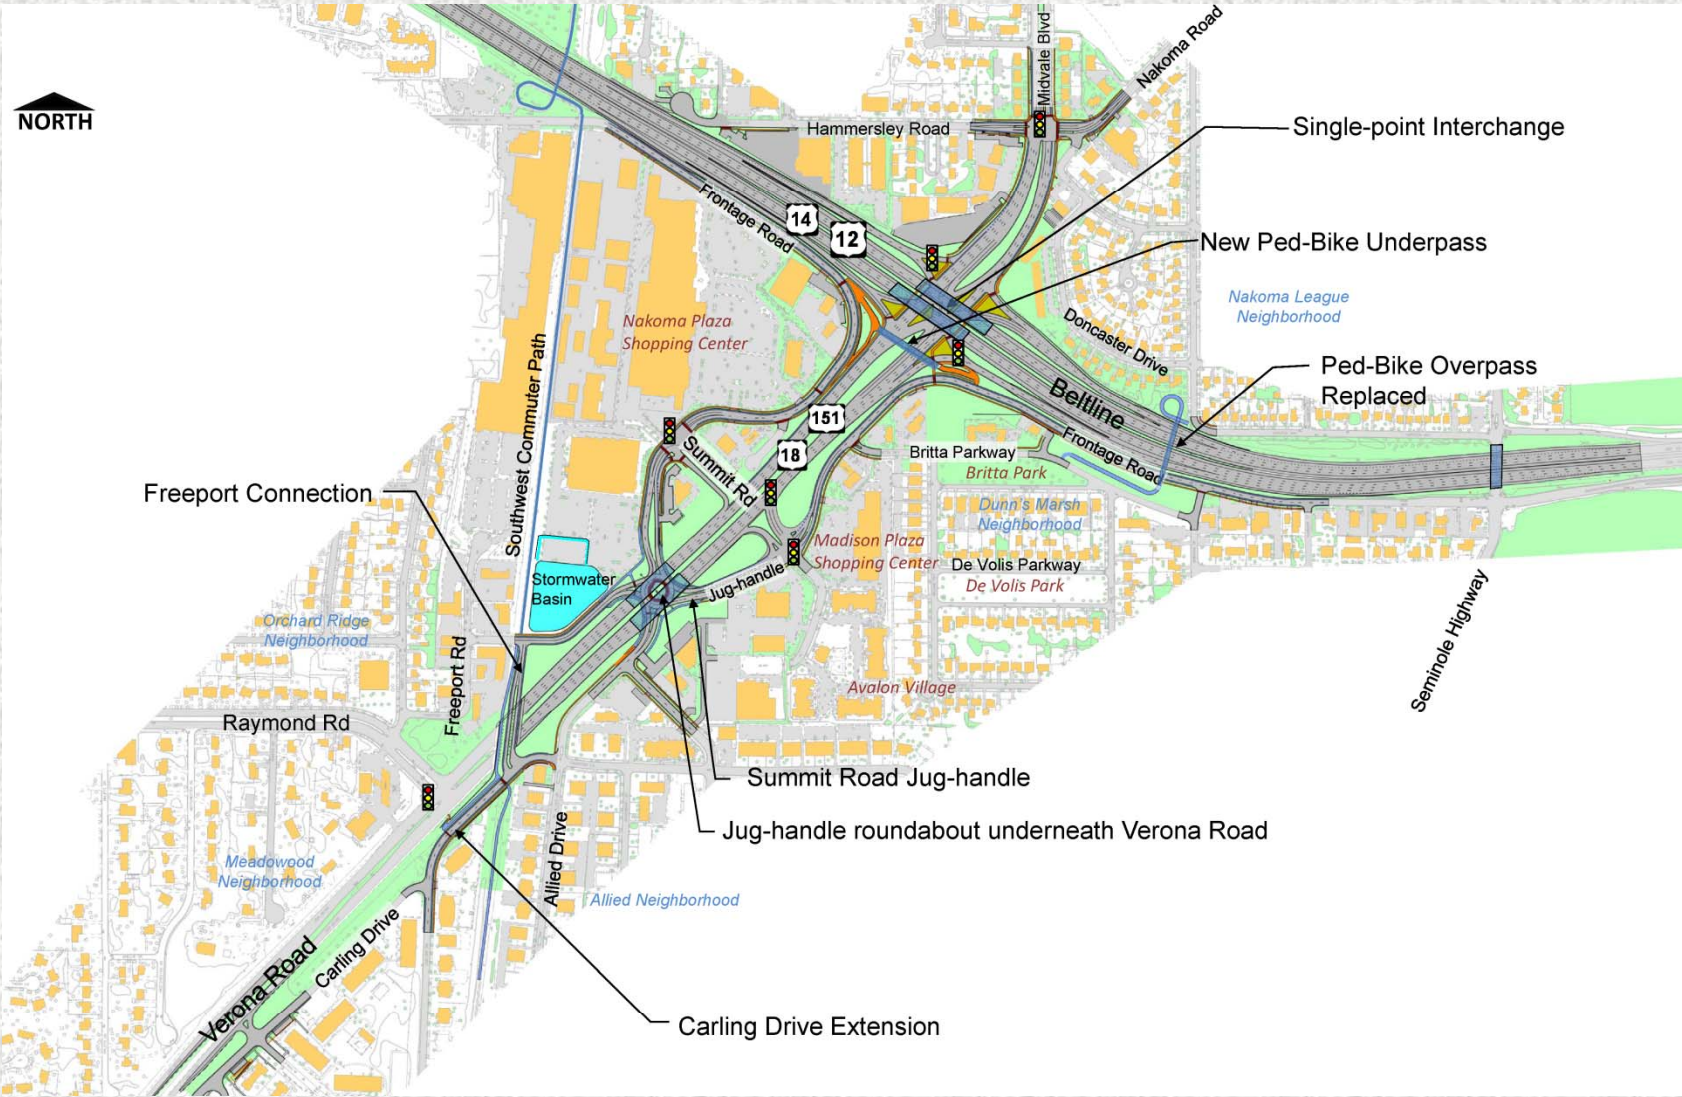 Midvale Blvd
Nakoma Road
NORTH
Hammersley Road
Single-point Interchange
Frontage Road
14
12
New Ped-Bike Underpass
Nakoma League
Neighborhood
Nakoma Plaza
Shopping Center
Doncaster Drive
Southwest Commuter Path
Ped-Bike Overpass
Replaced
Beltline
151
18
Summit Rd
Frontage Road
Britta Parkway
Britta Park
Freeport Connection
Dunn's Marsh
Neighborhood
Madison Plaza
Shopping Center
De Volis Parkway
De Volis Park
Stormwater
Basin
Jug-handle
Seminole Highway
Orchard Ridge
Neighborhood
Freeport Rd
Avalon Village
Raymond Rd
Summit Road Jug-handle
Jug-handle roundabout underneath Verona Road
Meadowood
Neighborhood
Allied Drive
Allied Neighborhood
Carling Drive
Verona Road
Carling Drive Extension